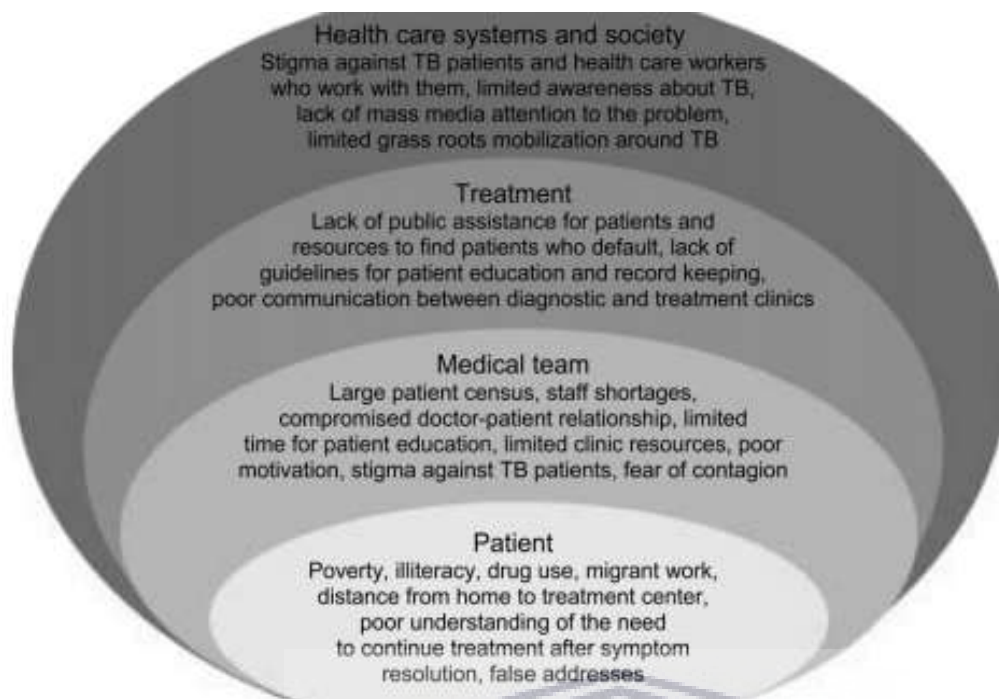 Health care systems and society
Stigma against TB patients and health care workers
who work with them, limited awareness about TB,
lack of mass media attention to the problem,
limited grass roots mobilization around TB
Treatment
Lack of public assistance for patients and
resources to find patients who default, lack of
guidelines for patient education and record keeping,
poor communication between diagnostic and treatment clinics
Medical team
Large patient census, staff shortages,
compromised doctor-patient relationship, limited
time for patient education, limited clinic resources, poor
motivation, stigma against TB patients, fear of contagion
Patient
Poverty, illiteracy, drug use, migrant work,
distance from home to treatment center,
poor understanding of the need
to continue treatment after symptom
resolution, false addresses